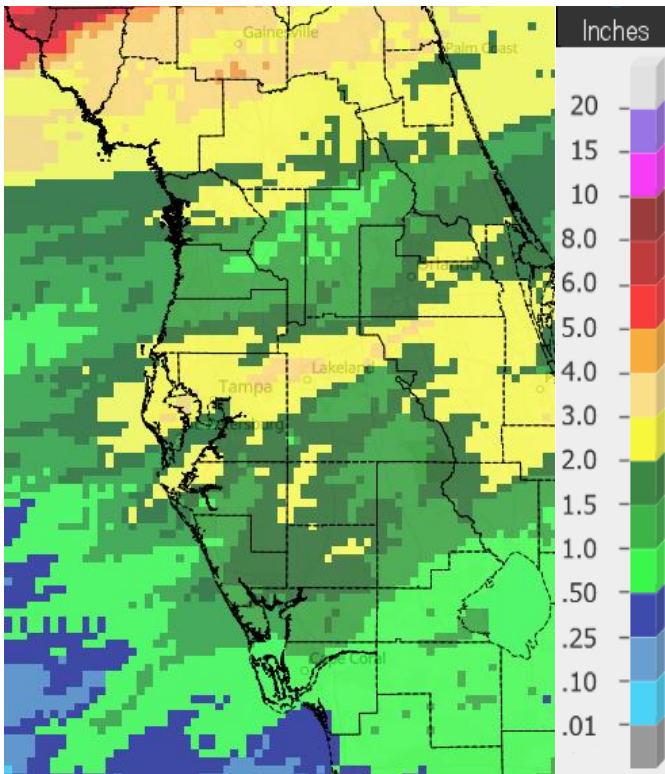 Inches
Gainesville
Palm Coast
20
15
10
8.0
6.0
5.0
Orlando
4.0
Lakeland
Tampa
3.0
Petersburg
2.0
1.5
1.0
.50
.25
Cape Coral
.10
.01